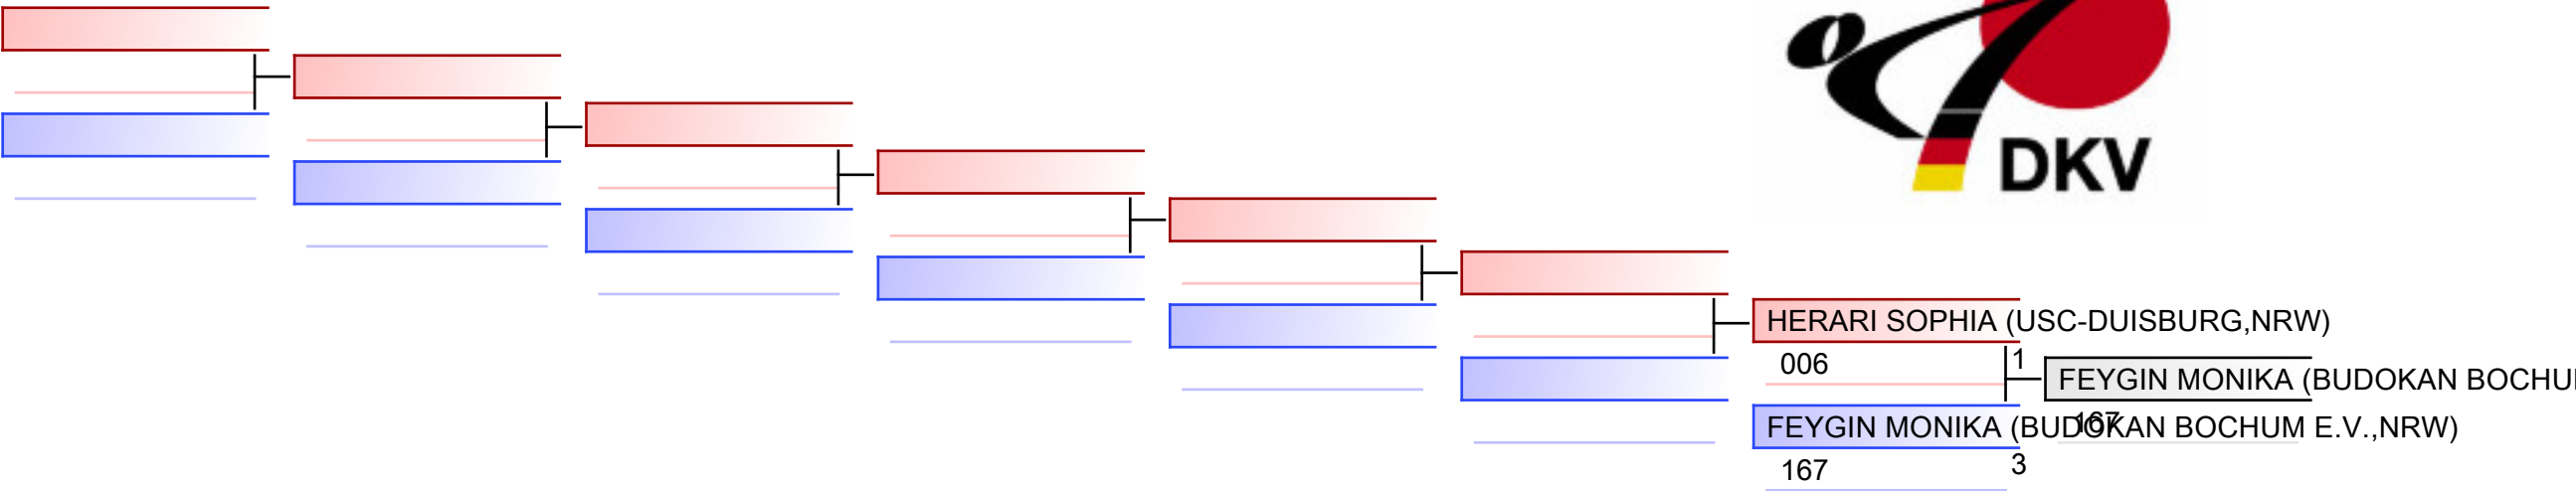 DKV
HERARI SOPHIA (USC-DUISBURG,NRW)
006
1
FEYGIN MONIKA (BUDOKAN BOCHU
167
FEYGIN MONIKA (BUDOKAN BOCHUM E.V.,NRW)
167
3